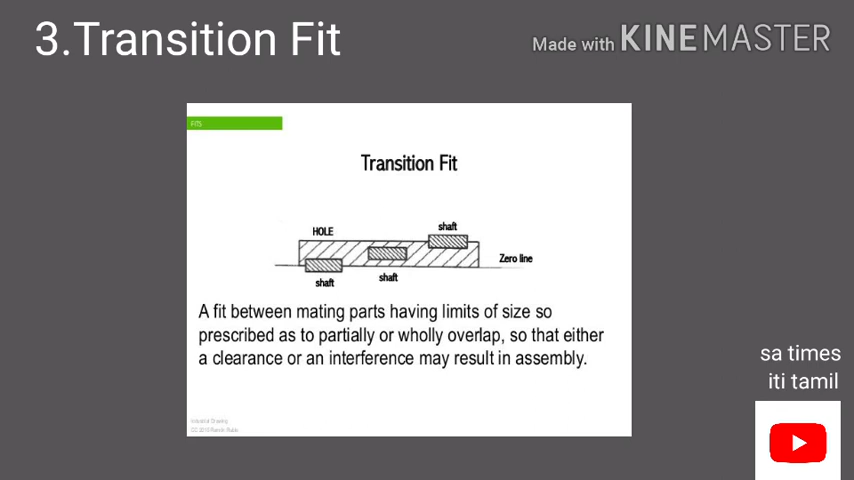 3.Transition Fit
Made with KINEMASTER
FITS
Transition Fit
shaft
HOLE
Zero line
shaft
shaft
A fit between mating parts having limits of size so
prescribed as to partially or wholly overlap, so that either
a clearance or an interference may result in assembly.
sa times
iti tamil
Industrial Drawing